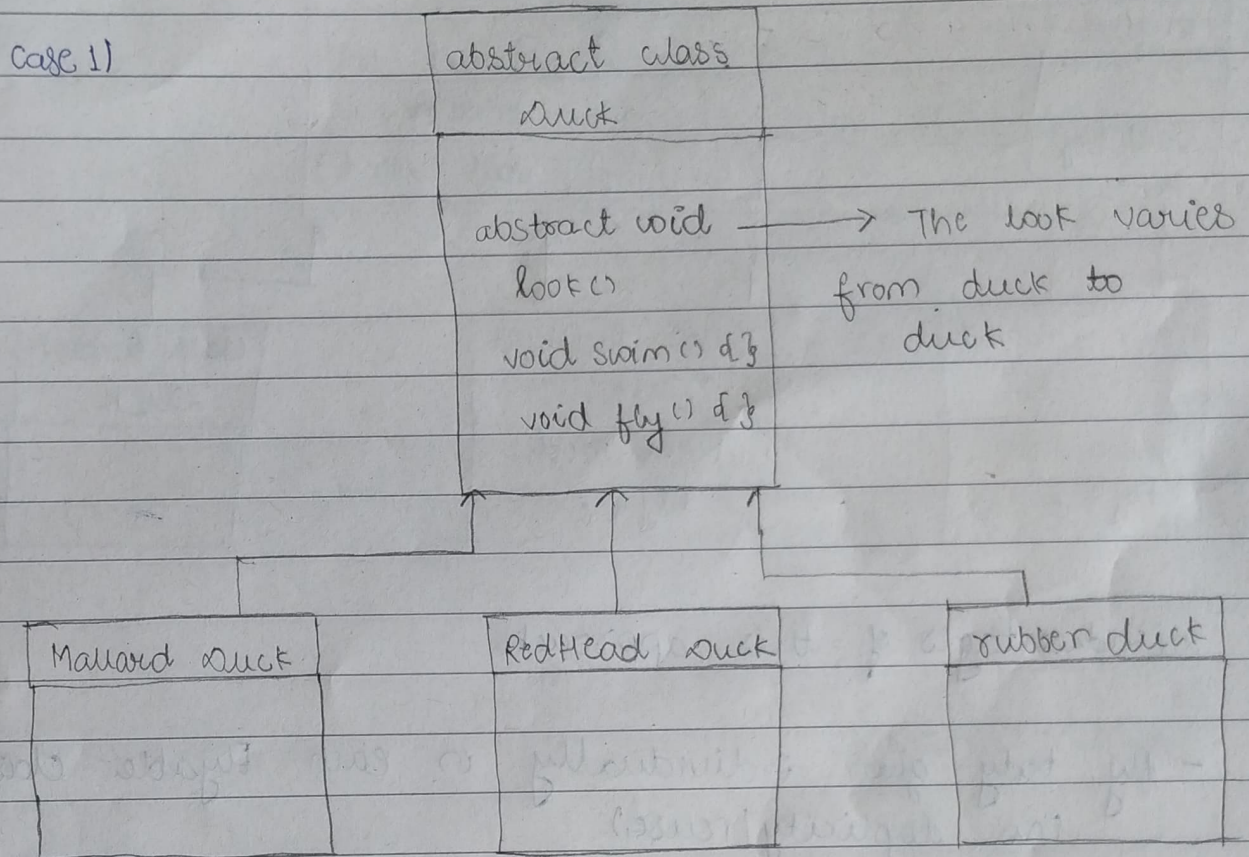 Case 1)
abstract class
Duck
abstract void → The look varies
look() from duck to
duck
void swim() {}
void fly() {}
Mallard Duck
RedHead Duck
rubber duck